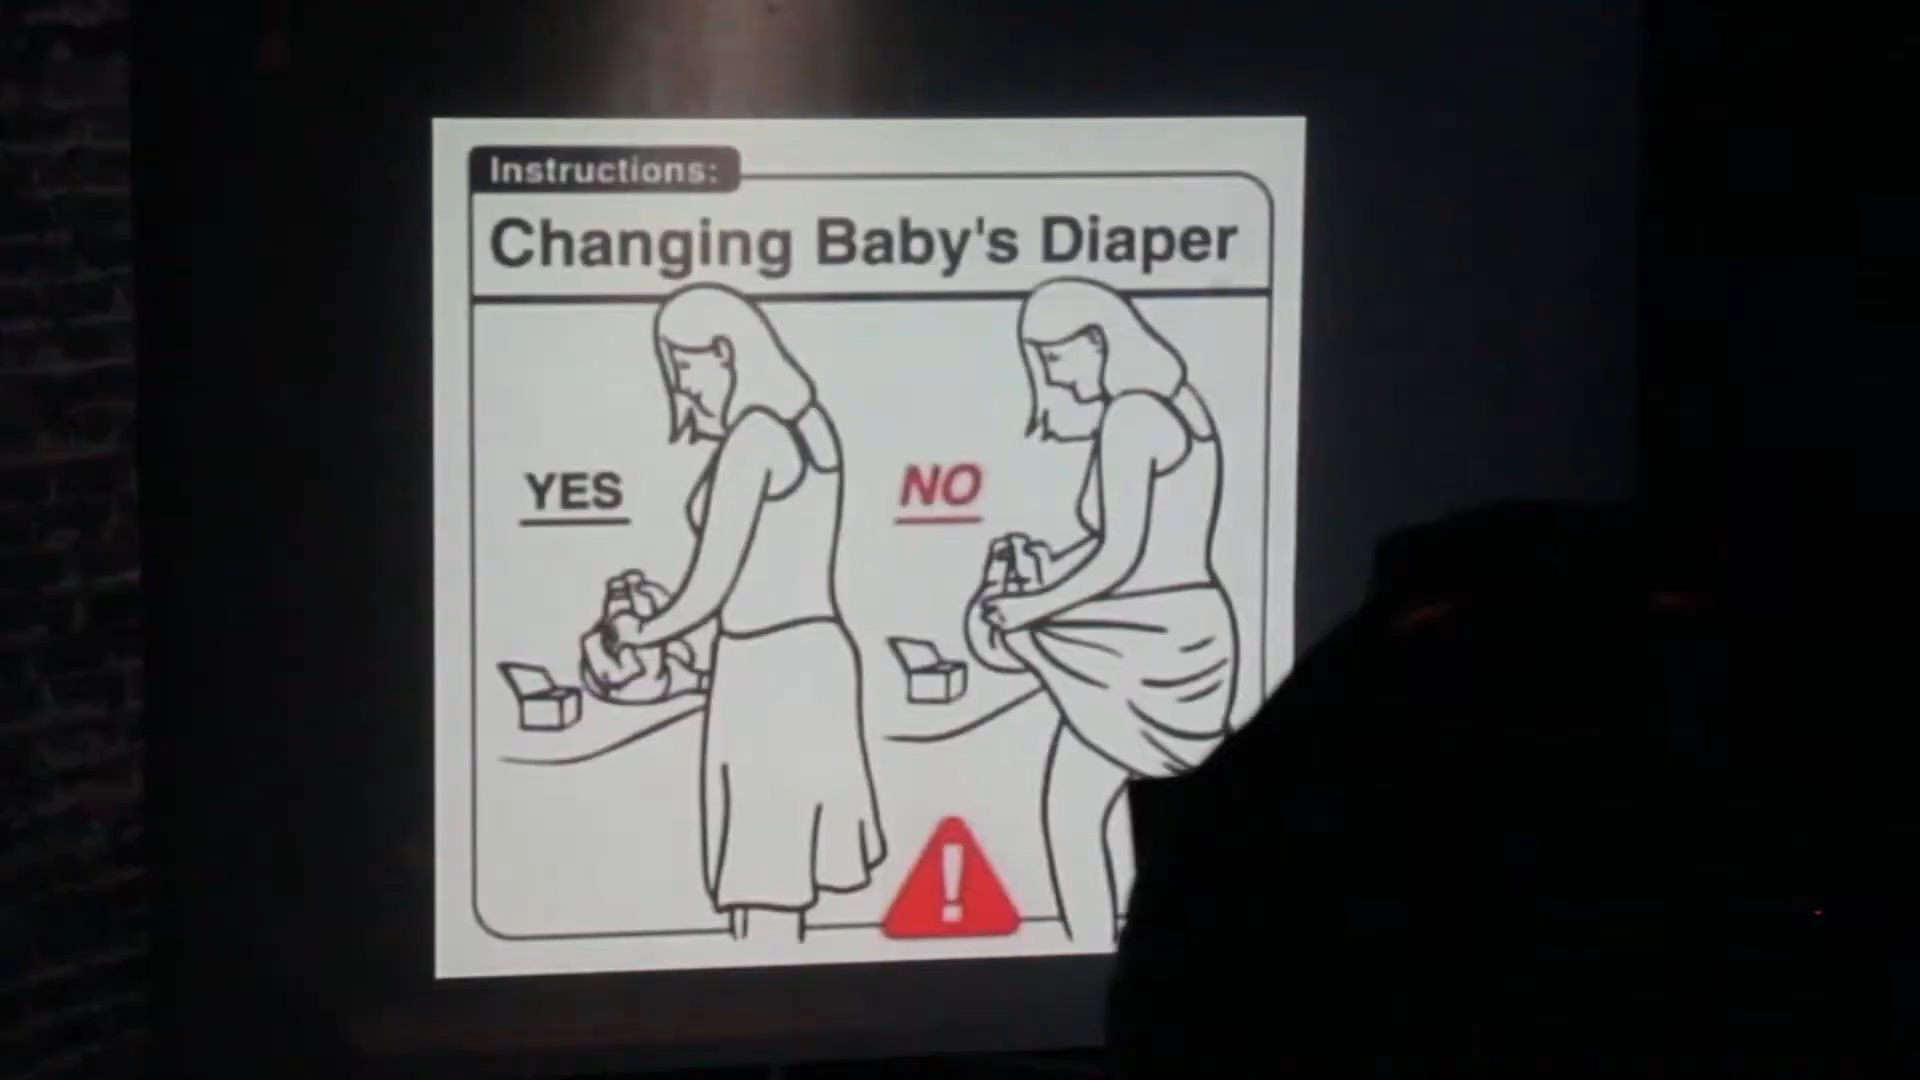 Instructions:
Changing Baby's Diaper
YES
NO
!